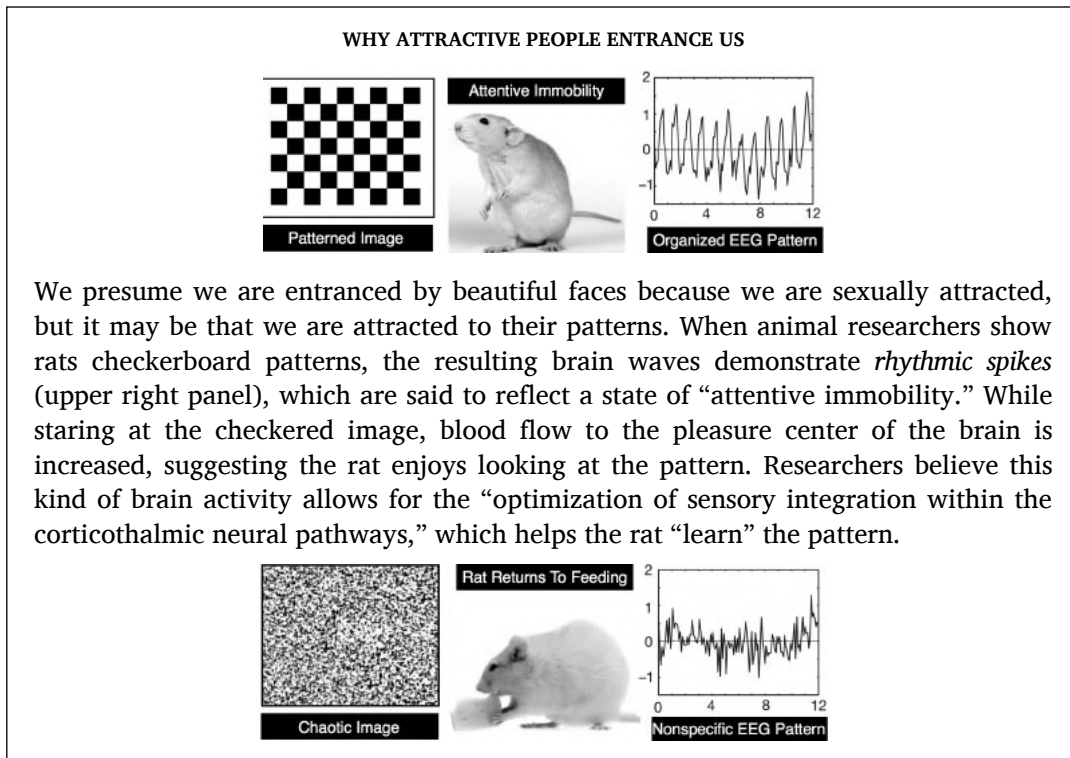 WHY ATTRACTIVE PEOPLE ENTRANCE US
Patterned Image
Attentive Immobility
2
1
0
−1
0 4 8 12
Organized EEG Pattern
We presume we are entranced by beautiful faces because we are sexually attracted,
but it may be that we are attracted to their patterns. When animal researchers show
rats checkerboard patterns, the resulting brain waves demonstrate rhythmic spikes
(upper right panel), which are said to reflect a state of “attentive immobility.” While
staring at the checkered image, blood flow to the pleasure center of the brain is
increased, suggesting the rat enjoys looking at the pattern. Researchers believe this
kind of brain activity allows for the “optimization of sensory integration within the
corticothalmic neural pathways,” which helps the rat “learn” the pattern.
Chaotic Image
Rat Returns To Feeding
2
1
0
−1
0 4 8 12
Nonspecific EEG Pattern